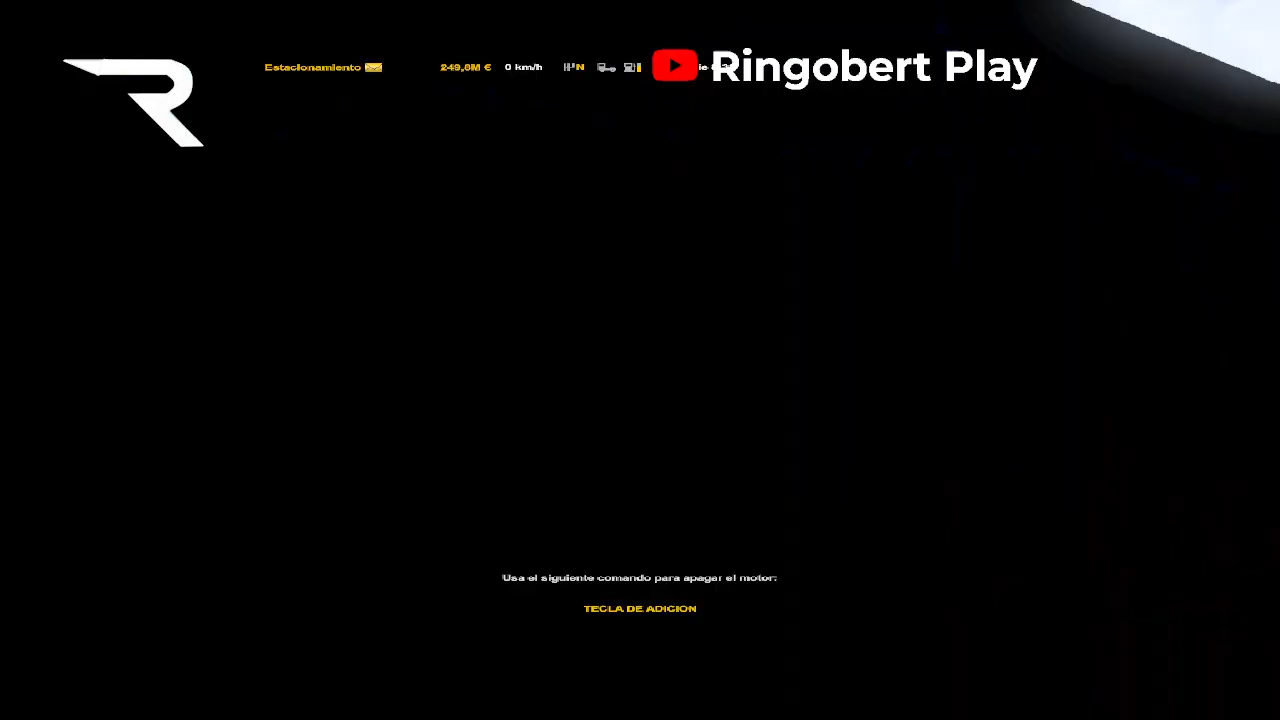 Estacionamiento 249,8M € 0 km/h N Ringobert Play
Usa el siguiente comando para apagar el motor:
TECLA DE ADICION